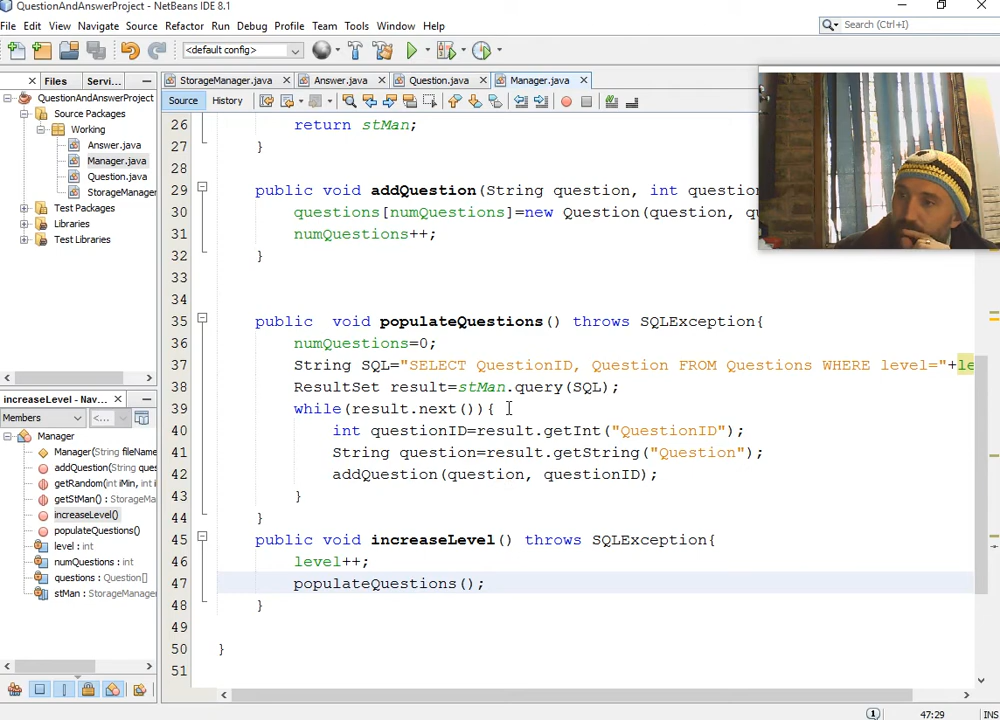 QuestionAndAnswerProject - NetBeans IDE 8.1
File Edit View Navigate Source Refactor Run Debug Profile Team Tools Window Help
<default config>
Search (Ctrl+I)
Files Servi...
StorageManager.java Answer.java Question.java Manager.java
Source History
QuestionAndAnswerProject
Source Packages
Working
Answer.java
Manager.java
Question.java
StorageManager
Test Packages
Libraries
Test Libraries
26 return stMan;
27 }
28
29 public void addQuestion(String question, int question
30 questions[numQuestions]=new Question(question, qu
31 numQuestions++;
32 }
33
34
35 public void populateQuestions() throws SQLException{
36 numQuestions=0;
37 String SQL="SELECT QuestionID, Question FROM Questions WHERE level="+le
38 ResultSet result=stMan.query(SQL);
39 while(result.next()){
40 int questionID=result.getInt("QuestionID");
41 String question=result.getString("Question");
42 addQuestion(question, questionID);
43 }
44 }
45 public void increaseLevel() throws SQLException{
46 level++;
47 populateQuestions();
48 }
49
50 }
51
increaseLevel - Nav...
Members <...
Manager
Manager(String fileName
addQuestion(String ques
getRandom(int iMin, in
getStMan() : StorageMa
increaseLevel()
populateQuestions()
level : int
numQuestions : int
questions : Question[]
stMan : StorageManage
1 47:29 INS